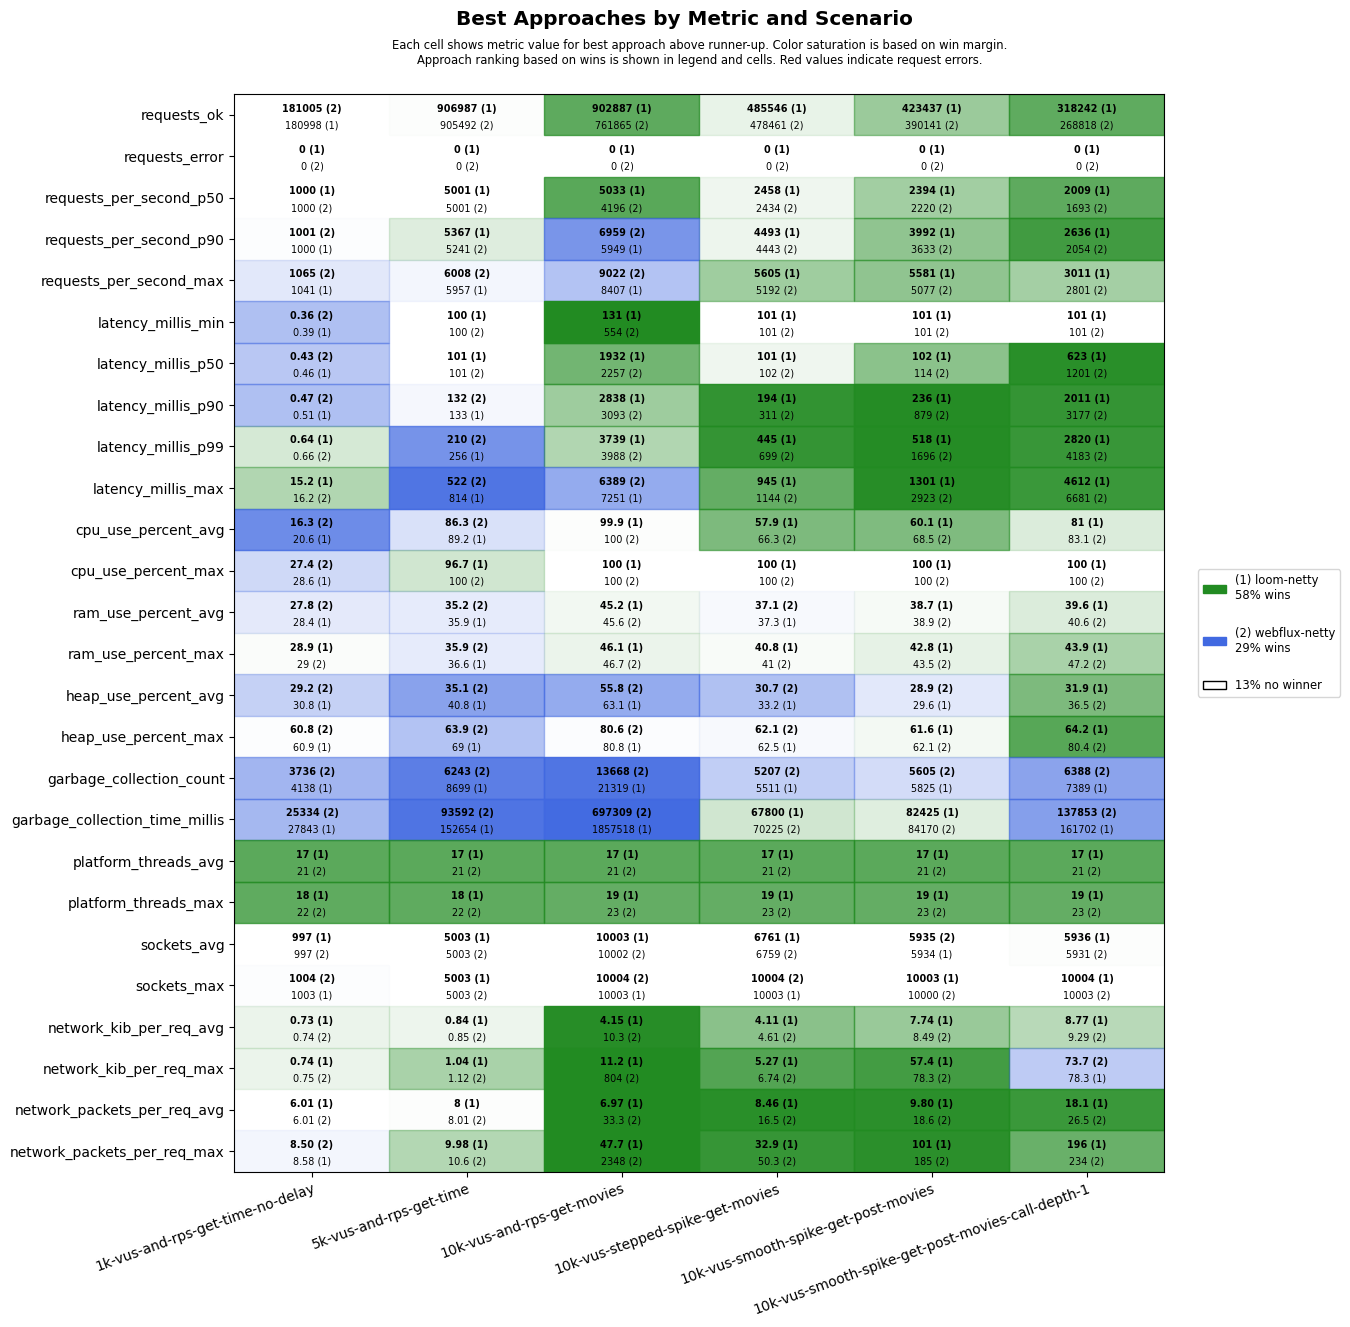 Best Approaches by Metric and Scenario
Each cell shows metric value for best approach above runner-up. Color saturation is based on win margin.
Approach ranking based on wins is shown in legend and cells. Red values indicate request errors.
requests_ok
181005 (2) 906987 (1) 902887 (1) 485546 (1) 423437 (1) 318242 (1)
180998 (1) 905492 (2) 761865 (2) 478461 (2) 390141 (2) 268818 (2)
requests_error
0 (1) 0 (1) 0 (1) 0 (1) 0 (1) 0 (1)
0 (2) 0 (2) 0 (2) 0 (2) 0 (2) 0 (2)
requests_per_second_p50
1000 (1) 5001 (1) 5033 (1) 2458 (1) 2394 (1) 2009 (1)
1000 (2) 5001 (2) 4196 (2) 2434 (2) 2220 (2) 1693 (2)
requests_per_second_p90
1001 (2) 5367 (1) 6959 (2) 4493 (1) 3992 (1) 2636 (1)
1000 (1) 5241 (2) 5949 (1) 4443 (2) 3633 (2) 2054 (2)
requests_per_second_max
1065 (2) 6008 (2) 9022 (2) 5605 (1) 5581 (1) 3011 (1)
1041 (1) 5957 (1) 8407 (1) 5192 (2) 5077 (2) 2801 (2)
latency_millis_min
0.36 (2) 100 (1) 131 (1) 101 (1) 101 (1) 101 (1)
0.39 (1) 100 (2) 554 (2) 101 (2) 101 (2) 101 (2)
latency_millis_p50
0.43 (2) 101 (1) 1932 (1) 101 (1) 102 (1) 623 (1)
0.46 (1) 101 (2) 2257 (2) 102 (2) 114 (2) 1201 (2)
latency_millis_p90
0.47 (2) 132 (2) 2838 (1) 194 (1) 236 (1) 2011 (1)
0.51 (1) 133 (1) 3093 (2) 311 (2) 879 (2) 3177 (2)
latency_millis_p99
0.64 (1) 210 (2) 3739 (1) 445 (1) 518 (1) 2820 (1)
0.66 (2) 256 (1) 3988 (2) 699 (2) 1696 (2) 4183 (2)
latency_millis_max
15.2 (1) 522 (2) 6389 (2) 945 (1) 1301 (1) 4612 (1)
16.2 (2) 814 (1) 7251 (1) 1144 (2) 2923 (2) 6681 (2)
cpu_use_percent_avg
16.3 (2) 86.3 (2) 99.9 (1) 57.9 (1) 60.1 (1) 81 (1)
20.6 (1) 89.2 (1) 100 (2) 66.3 (2) 68.5 (2) 83.1 (2)
cpu_use_percent_max
27.4 (2) 96.7 (1) 100 (1) 100 (1) 100 (1) 100 (1)
28.6 (1) 100 (2) 100 (2) 100 (2) 100 (2) 100 (2)
ram_use_percent_avg
27.8 (2) 35.2 (2) 45.2 (1) 37.1 (2) 38.7 (1) 39.6 (1)
28.4 (1) 35.9 (1) 45.6 (2) 37.3 (1) 38.9 (2) 40.6 (2)
ram_use_percent_max
28.9 (1) 35.9 (2) 46.1 (1) 40.8 (1) 42.8 (1) 43.9 (1)
29 (2) 36.6 (1) 46.7 (2) 41 (2) 43.5 (2) 47.2 (2)
heap_use_percent_avg
29.2 (2) 35.1 (2) 55.8 (2) 30.7 (2) 28.9 (2) 31.9 (1)
30.8 (1) 40.8 (1) 63.1 (1) 33.2 (1) 29.6 (1) 36.5 (2)
heap_use_percent_max
60.8 (2) 63.9 (2) 80.6 (2) 62.1 (2) 61.6 (1) 64.2 (1)
60.9 (1) 69 (1) 80.8 (1) 62.5 (1) 62.1 (2) 80.4 (2)
garbage_collection_count
3736 (2) 6243 (2) 13668 (2) 5207 (2) 5605 (2) 6388 (2)
4138 (1) 8699 (1) 21319 (1) 5511 (1) 5825 (1) 7389 (1)
garbage_collection_time_millis
25334 (2) 93592 (2) 697309 (2) 67800 (1) 82425 (1) 137853 (2)
27843 (1) 152654 (1) 1857518 (1) 70225 (2) 84170 (2) 161702 (1)
platform_threads_avg
17 (1) 17 (1) 17 (1) 17 (1) 17 (1) 17 (1)
21 (2) 21 (2) 21 (2) 21 (2) 21 (2) 21 (2)
platform_threads_max
18 (1) 18 (1) 19 (1) 19 (1) 19 (1) 19 (1)
22 (2) 22 (2) 23 (2) 23 (2) 23 (2) 23 (2)
sockets_avg
997 (1) 5003 (1) 10003 (1) 6761 (1) 5935 (2) 5936 (1)
997 (2) 5003 (2) 10002 (2) 6759 (2) 5934 (1) 5931 (2)
sockets_max
1004 (2) 5003 (1) 10004 (2) 10004 (2) 10003 (1) 10004 (1)
1003 (1) 5003 (2) 10003 (1) 10003 (1) 10000 (2) 10003 (2)
network_kib_per_req_avg
0.73 (1) 0.84 (1) 4.15 (1) 4.11 (1) 7.74 (1) 8.77 (1)
0.74 (2) 0.85 (2) 10.3 (2) 4.61 (2) 8.49 (2) 9.29 (2)
network_kib_per_req_max
0.74 (1) 1.04 (1) 11.2 (1) 5.27 (1) 57.4 (1) 73.7 (2)
0.75 (2) 1.12 (2) 804 (2) 6.74 (2) 78.3 (2) 78.3 (1)
network_packets_per_req_avg
6.01 (1) 8 (1) 6.97 (1) 8.46 (1) 9.80 (1) 18.1 (1)
6.01 (2) 8.01 (2) 33.3 (2) 16.5 (2) 18.6 (2) 26.5 (2)
network_packets_per_req_max
8.50 (2) 9.98 (1) 47.7 (1) 32.9 (1) 101 (1) 196 (1)
8.58 (1) 10.6 (2) 2348 (2) 50.3 (2) 185 (2) 234 (2)
1k-vus-and-rps-get-time-no-delay
5k-vus-and-rps-get-time
10k-vus-and-rps-get-movies
10k-vus-stepped-spike-get-movies
10k-vus-smooth-spike-get-post-movies
10k-vus-smooth-spike-get-post-movies-call-depth-1
(1) loom-netty
58% wins
(2) webflux-netty
29% wins
13% no winner